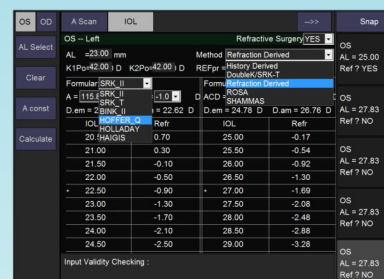 OS OD A Scan IOL -->> Snap
AL Select
Clear
A const
Calculate
OS -- Left Refractive Surgery YES
AL =23.00 mm Method Refraction Derived
K1Po=42.00 D K2Po=42.00 D REFpr=
History Derived
DoubleK/SRK-T
Refraction Derived
ROSA
SHAMMAS
Formular SRK_II Formu
SRK_II
SRK_T
BINK_II
HOFFER_Q
HOLLADAY
HAIGIS
A = 115.8 -1.0 D ACD =
D.em = 2 = 22.62 D D.em = 24.78 D D.am = 26.76 D
IOL Refr IOL Refr
20.5 0.70 25.00 -0.17
21.00 0.30 25.50 -0.54
21.50 -0.10 26.00 -0.92
22.00 -0.50 26.50 -1.30
22.50 -0.90 27.00 -1.69
23.00 -1.30 27.50 -2.08
23.50 -1.70 28.00 -2.48
24.00 -2.10 28.50 -2.88
24.50 -2.50 29.00 -3.28
Input Validity Checking :
OS
AL = 25.00
Ref ? YES
OS
AL = 27.83
Ref ? NO
OS
AL = 27.83
Ref ? NO
OS
AL = 27.83
Ref ? NO
OS
AL = 27.83
Ref ? NO